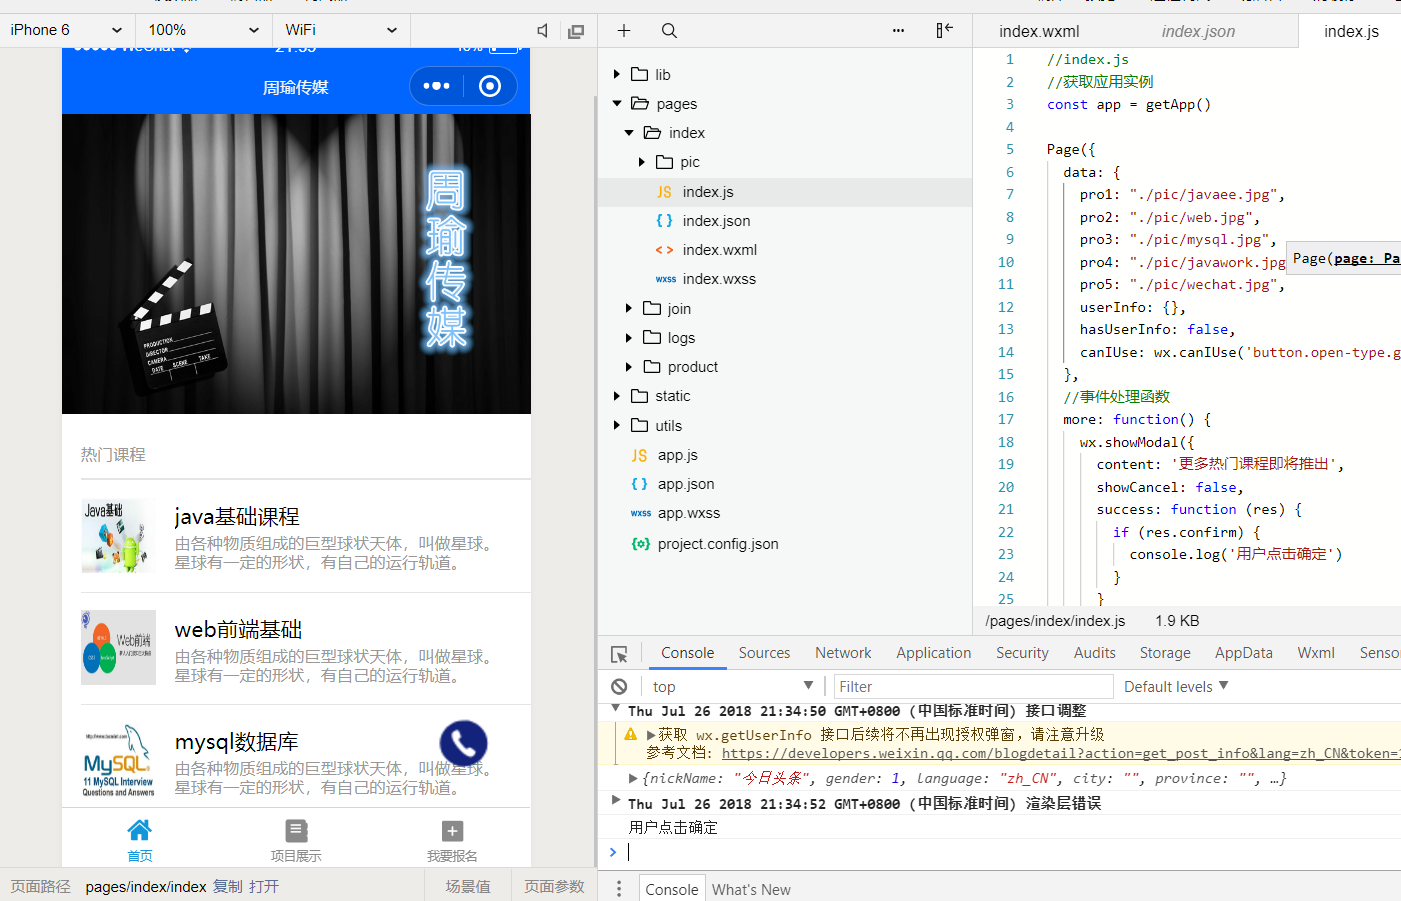 iPhone 6
100%
WiFi
周瑜传媒
周瑜传媒
PRODUCTION
DIRECTOR
CAMERA
DATE SCENE TAKE
热门课程
Java基础
java基础课程
由各种物质组成的巨型球状天体，叫做星球。
星球有一定的形状，有自己的运行轨道。
Web前端
web前端基础
由各种物质组成的巨型球状天体，叫做星球。
星球有一定的形状，有自己的运行轨道。
MySQL
11 MySQL Interview
Questions and Answers
mysql数据库
由各种物质组成的巨型球状天体，叫做星球。
星球有一定的形状，有自己的运行轨道。
首页
项目展示
我要报名
页面路径 pages/index/index 复制 打开
场景值
页面参数
lib
pages
index
pic
JS index.js
{ } index.json
< > index.wxml
wxss index.wxss
join
logs
product
static
utils
JS app.js
{ } app.json
wxss app.wxss
project.config.json
index.wxml
index.json
index.js
1 //index.js
2 //获取应用实例
3 const app = getApp()
4
5 Page({
6 data: {
7 pro1: "./pic/javaee.jpg",
8 pro2: "./pic/web.jpg",
9 pro3: "./pic/mysql.jpg",
10 pro4: "./pic/javawork.jpg
Page(page: Pa
11 pro5: "./pic/wechat.jpg",
12 userInfo: {},
13 hasUserInfo: false,
14 canIUse: wx.canIUse('button.open-type.g
15 },
16 //事件处理函数
17 more: function() {
18 wx.showModal({
19 content: '更多热门课程即将推出',
20 showCancel: false,
21 success: function (res) {
22 if (res.confirm) {
23 console.log('用户点击确定')
24 }
25 }
/pages/index/index.js 1.9 KB
Console Sources Network Application Security Audits Storage AppData Wxml Senso
top
Filter
Default levels
Thu Jul 26 2018 21:34:50 GMT+0800 (中国标准时间) 接口调整
获取 wx.getUserInfo 接口后续将不再出现授权弹窗，请注意升级
参考文档: https://developers.weixin.qq.com/blogdetail?action=get_post_info&lang=zh_CN&token=1
{nickName: "今日头条", gender: 1, language: "zh_CN", city: "", province: "", …}
Thu Jul 26 2018 21:34:52 GMT+0800 (中国标准时间) 渲染层错误
用户点击确定
>
Console What's New